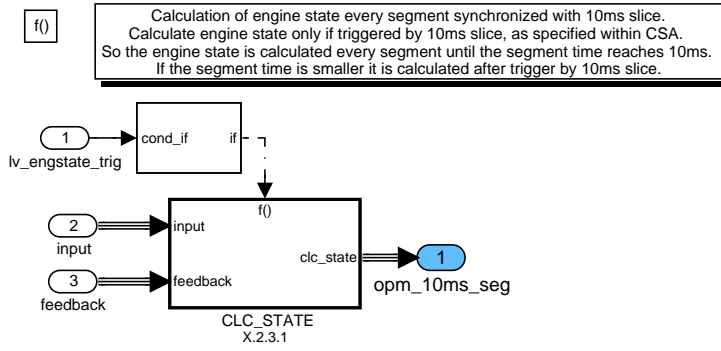 f()
Calculation of engine state every segment synchronized with 10ms slice.
Calculate engine state only if triggered by 10ms slice, as specified within CSA.
So the engine state is calculated every segment until the segment time reaches 10ms.
If the segment time is smaller it is calculated after trigger by 10ms slice.
1
lv_engstate_trig
cond_if
if
f()
2
input
input
clc_state
1
opm_10ms_seg
3
feedback
feedback
CLC_STATE
X.2.3.1